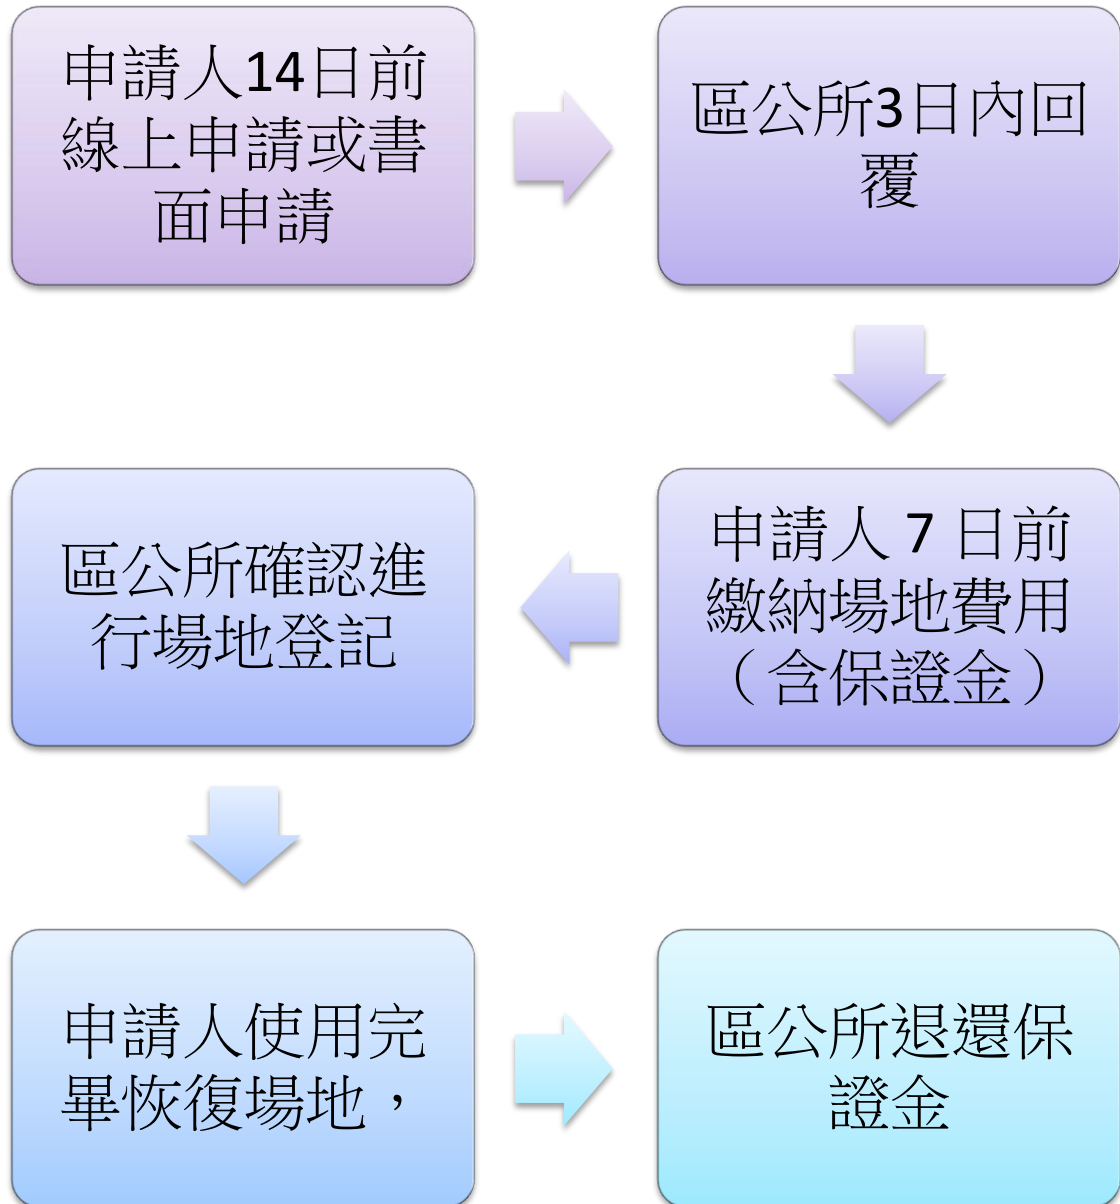 申請人14日前
線上申請或書
面申請
區公所3日內回
覆
申請人 7 日前
繳納場地費用
（含保證金）
區公所確認進
行場地登記
申請人使用完
畢恢復場地，
區公所退還保
證金